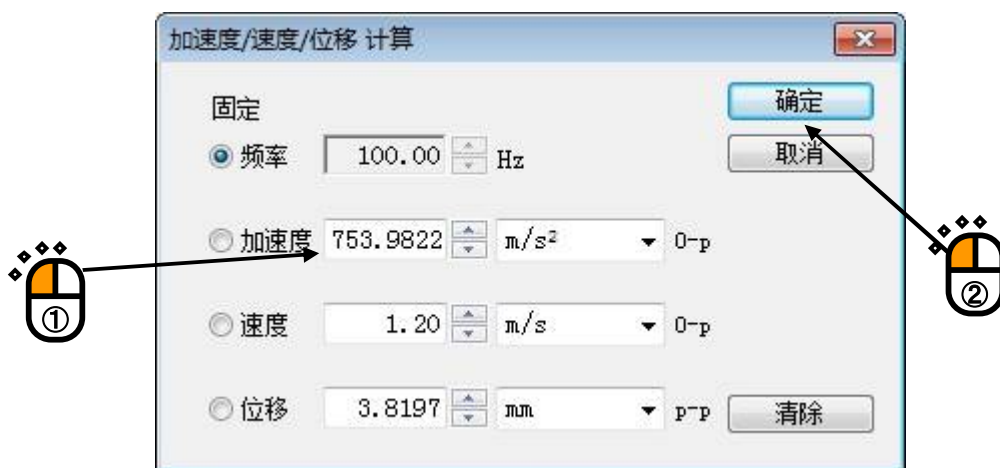 加速度/速度/位移 计算
固定
确定
频率 100.00 Hz
取消
加速度 753.9822 m/s² 0-p
①
②
速度 1.20 m/s 0-p
位移 3.8197 mm p-p
清除